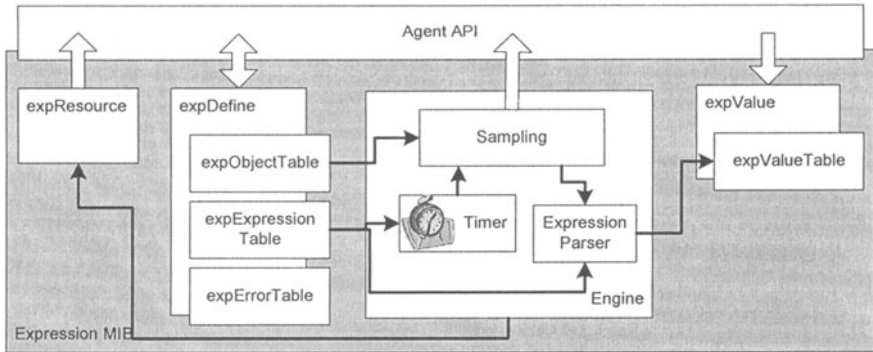 Agent API
expResource
expDefine
expObjectTable
expExpression
Table
expErrorTable
Sampling
Timer
Expression
Parser
Engine
expValue
expValueTable
Expression MIB